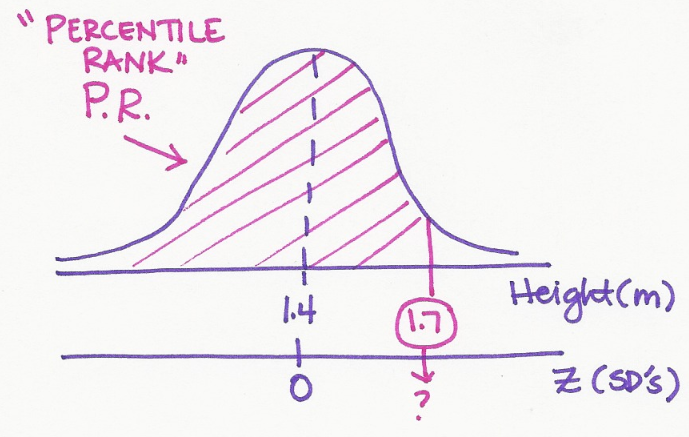 "PERCENTILE
RANK"
P.R.
1.4
1.7
Height(m)
0
?
Z (SD's)